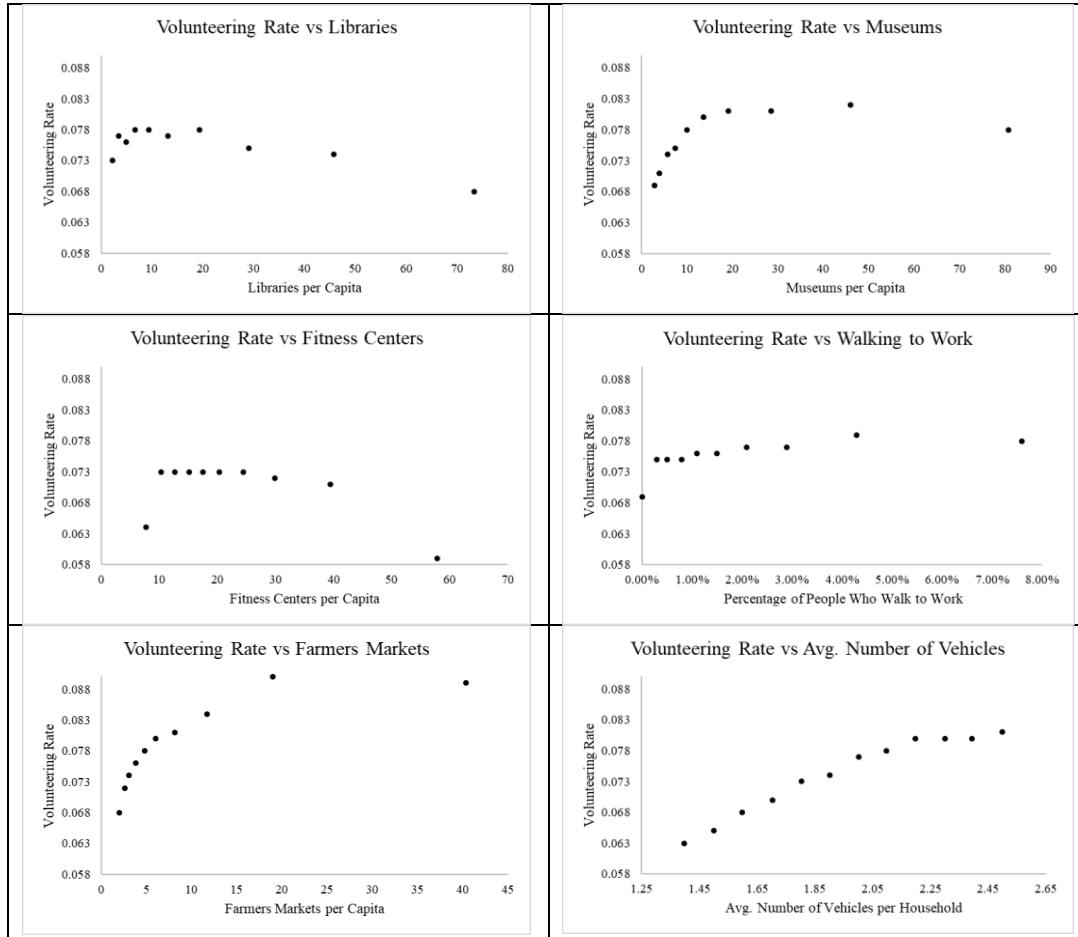 Volunteering Rate vs Libraries
0.088
0.083
0.078
0.073
0.068
0.063
0.058
Volunteering Rate
0 10 20 30 40 50 60 70 80
Libraries per Capita
Volunteering Rate vs Museums
0.088
0.083
0.078
0.073
0.068
0.063
0.058
Volunteering Rate
0 10 20 30 40 50 60 70 80 90
Museums per Capita
Volunteering Rate vs Fitness Centers
0.088
0.083
0.078
0.073
0.068
0.063
0.058
Volunteering Rate
0 10 20 30 40 50 60 70
Fitness Centers per Capita
Volunteering Rate vs Walking to Work
0.088
0.083
0.078
0.073
0.068
0.063
0.058
Volunteering Rate
0.00% 1.00% 2.00% 3.00% 4.00% 5.00% 6.00% 7.00% 8.00%
Percentage of People Who Walk to Work
Volunteering Rate vs Farmers Markets
0.088
0.083
0.078
0.073
0.068
0.063
0.058
Volunteering Rate
0 5 10 15 20 25 30 35 40 45
Farmers Markets per Capita
Volunteering Rate vs Avg. Number of Vehicles
0.088
0.083
0.078
0.073
0.068
0.063
0.058
Volunteering Rate
1.25 1.45 1.65 1.85 2.05 2.25 2.45 2.65
Avg. Number of Vehicles per Household